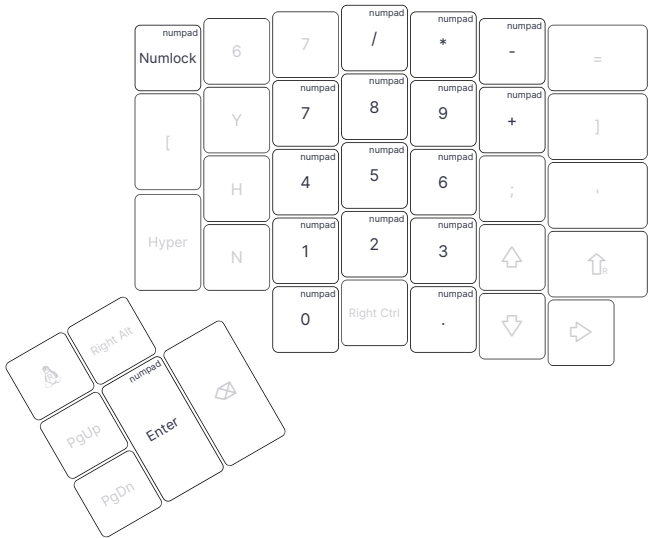 numpad
Numlock
6
7
numpad
/
numpad
*
numpad
-
=
[
Y
numpad
7
numpad
8
numpad
9
numpad
+
]
H
numpad
4
numpad
5
numpad
6
;
'
Hyper
N
numpad
1
numpad
2
numpad
3
R
numpad
0
Right Ctrl
numpad
.
Right Alt
numpad
Enter
PgUp
PgDn